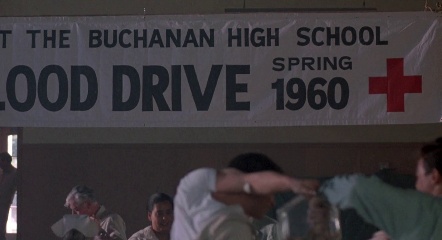 T THE BUCHANAN HIGH SCHOOL
LOOD DRIVE SPRING
1960